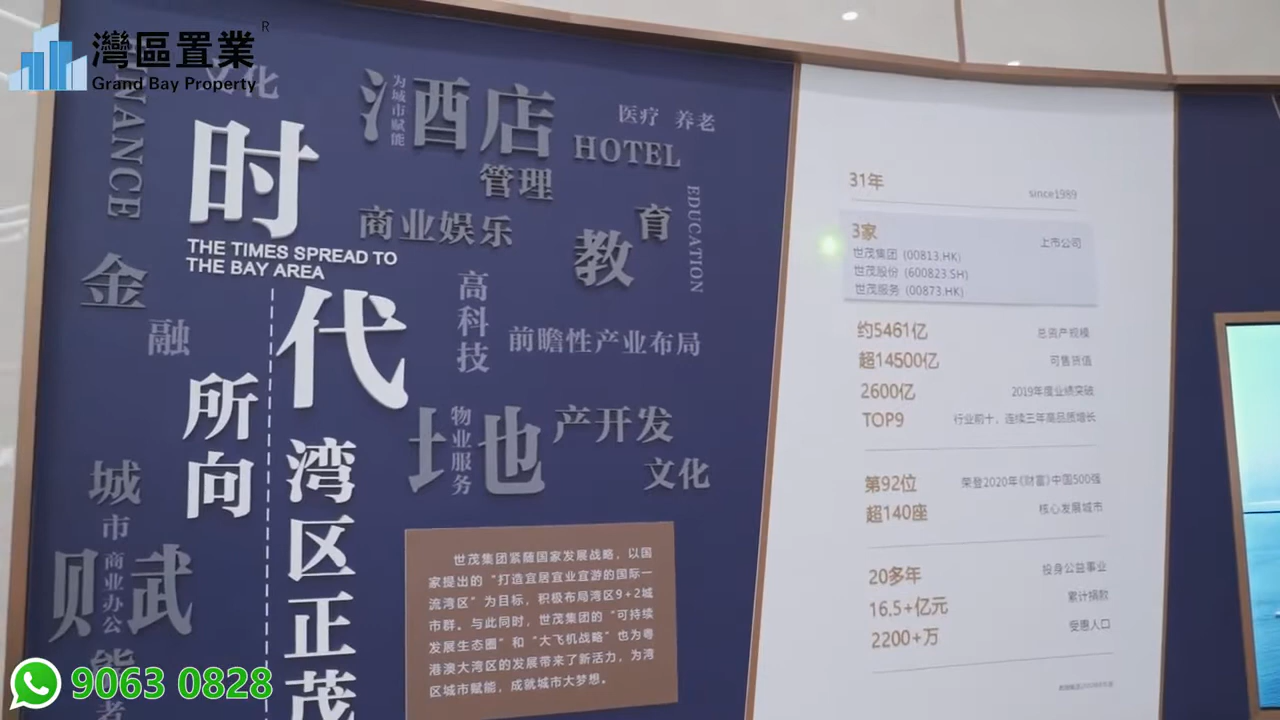 灣區置業®
Grand Bay Property
FINANCE
文化
时
代
THE TIMES SPREAD TO
THE BAY AREA
所向
湾区正茂
酒店
为城市赋能
管理
医疗 养老
HOTEL
商业娱乐
教育
EDUCATION
金融
高科技
前瞻性产业布局
地
物业服务
产开发
文化
城市
赋能者
商业办公
世茂集团紧随国家发展战略，以国
家提出的“打造宜居宜业宜游的国际一
流湾区”为目标，积极布局湾区9+2城
市群。与此同时，世茂集团的“可持续
发展生态圈”和“大飞机战略”也为粤
港澳大湾区的发展带来了新活力，为湾
区城市赋能，成就城市大梦想。
31年 since1989
3家 上市公司
世茂集团 (00813.HK)
世茂股份 (600823.SH)
世茂服务 (00873.HK)
约5461亿 总资产规模
超14500亿 可售货值
2600亿 2019年度业绩突破
TOP9 行业前十，连续三年高品质增长
第92位 荣登2020年《财富》中国500强
超140座 核心发展城市
20多年 投身公益事业
16.5+亿元 累计捐款
2200+万 受惠人口
9063 0828